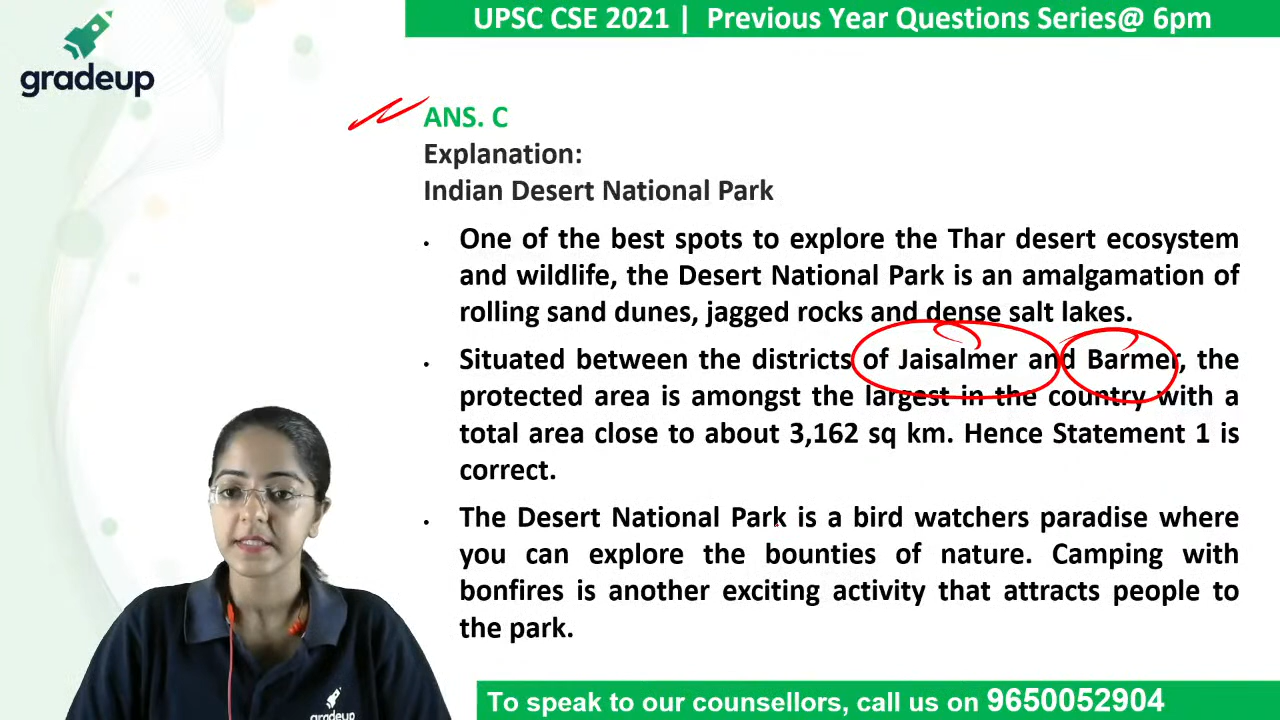 UPSC CSE 2021 | Previous Year Questions Series@ 6pm
gradeup
ANS. C
Explanation:
Indian Desert National Park
• One of the best spots to explore the Thar desert ecosystem
and wildlife, the Desert National Park is an amalgamation of
rolling sand dunes, jagged rocks and dense salt lakes.
• Situated between the districts of Jaisalmer and Barmer, the
protected area is amongst the largest in the country with a
total area close to about 3,162 sq km. Hence Statement 1 is
correct.
• The Desert National Park is a bird watchers paradise where
you can explore the bounties of nature. Camping with
bonfires is another exciting activity that attracts people to
the park.
gradeup
To speak to our counsellors, call us on 9650052904